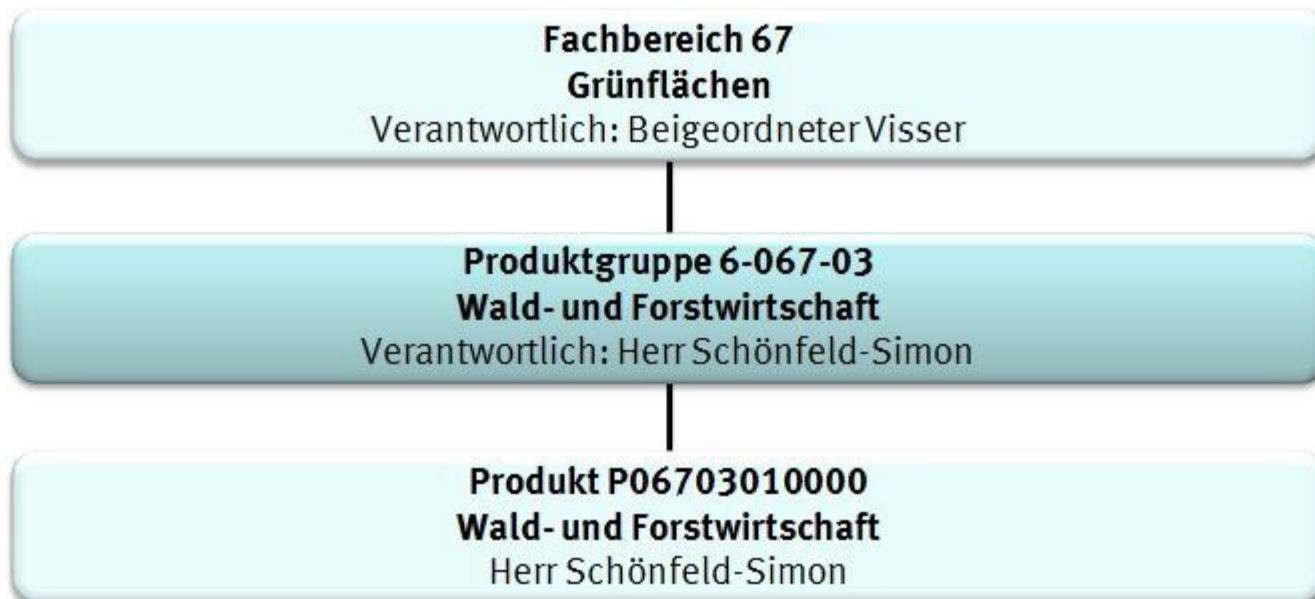 Fachbereich 67
Grünflächen
Verantwortlich: Beigeordneter Visser
Produktgruppe 6-067-03
Wald- und Forstwirtschaft
Verantwortlich: Herr Schönfeld-Simon
Produkt P06703010000
Wald- und Forstwirtschaft
Herr Schönfeld-Simon